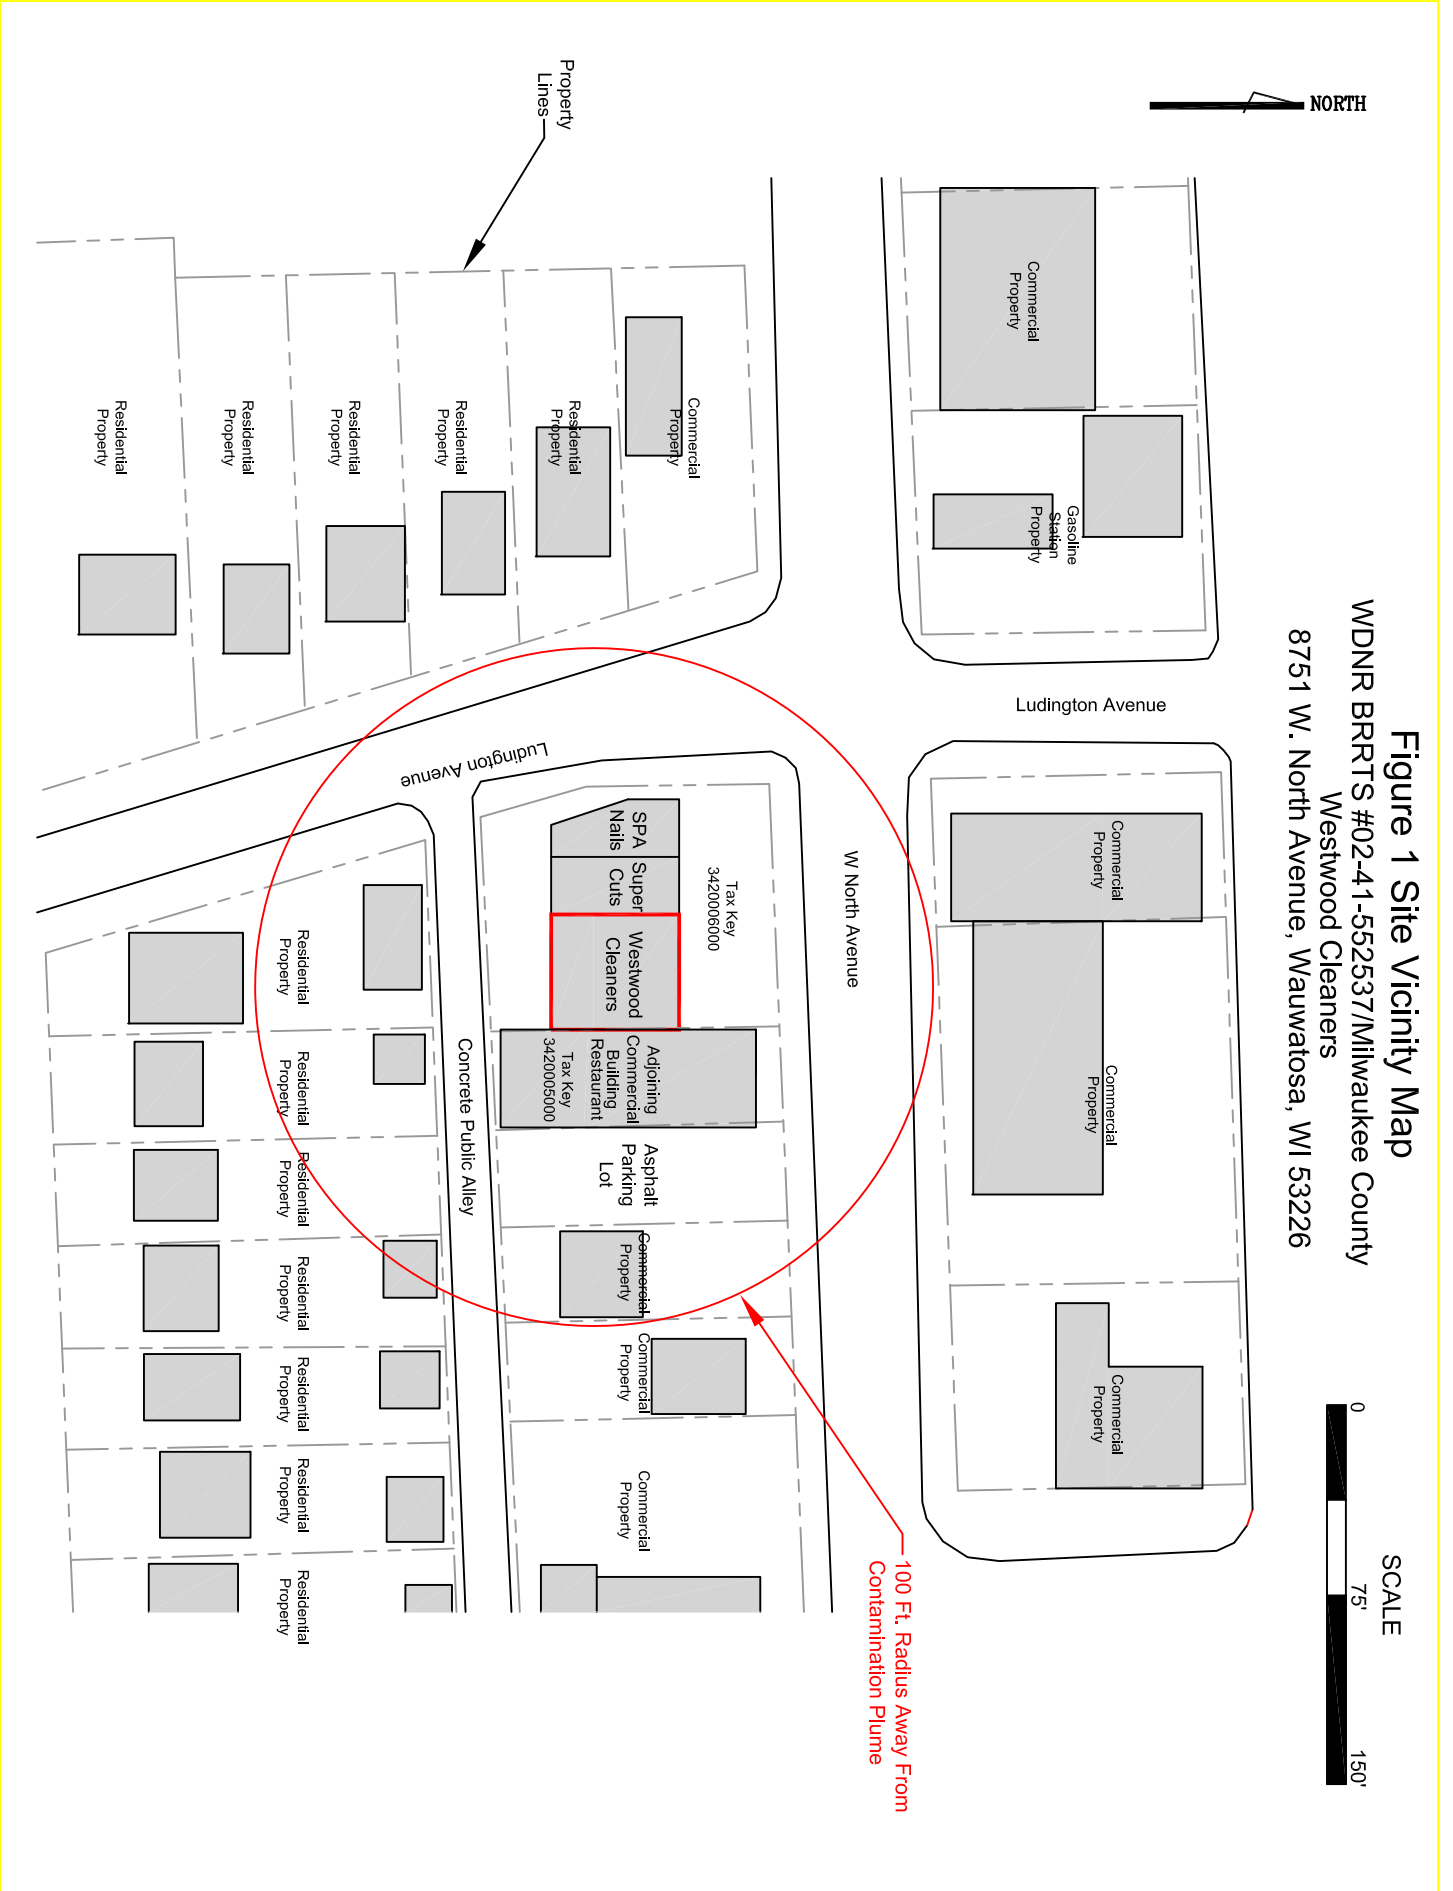 Figure 1 Site Vicinity Map
WDNR BRRTS #02-41-552537/Milwaukee County
Westwood Cleaners
8751 W. North Avenue, Wauwatosa, WI 53226
NORTH
SCALE
0
75'
150'
Property
Lines
Commercial
Property
Gasoline
Station
Property
Ludington Avenue
Commercial
Property
Commercial
Property
Commercial
Property
W North Avenue
100 Ft. Radius Away From
Contamination Plume
Commercial
Property
Residential
Property
Residential
Property
Residential
Property
Residential
Property
Residential
Property
Ludington Avenue
Tax Key
3420006000
SPA
Nails
Super
Cuts
Westwood
Cleaners
Adjoining
Commercial
Building
Restaurant
Tax Key
3420005000
Asphalt
Parking
Lot
Commercial
Property
Commercial
Property
Commercial
Property
Concrete Public Alley
Residential
Property
Residential
Property
Residential
Property
Residential
Property
Residential
Property
Residential
Property
Residential
Property